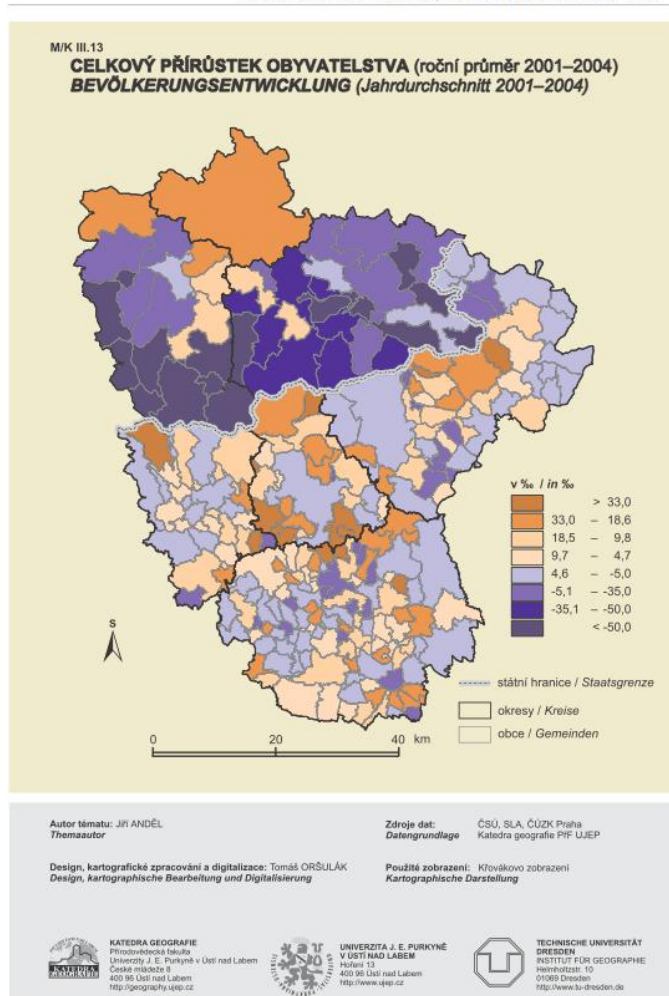 M/K III.13
CELKOVÝ PŘÍRŮSTEK OBYVATELSTVA (roční průměr 2001–2004)
BEVÖLKERUNGSENTWICKLUNG (Jahrdurchschnitt 2001–2004)
v ‰ / in ‰
> 33,0
33,0 – 18,6
18,5 – 9,8
9,7 – 4,7
4,6 – -5,0
-5,1 – -35,0
-35,1 – -50,0
< -50,0
S
státní hranice / Staatsgrenze
okresy / Kreise
obce / Gemeinden
0 20 40 km
Autor tématu: Jiří ANDĚL
Themaautor
Zdroje dat: ČSÚ, SLA, ČÚZK Praha
Datengrundlage Katedra geografie PřF UJEP
Design, kartografické zpracování a digitalizace: Tomáš ORŠULÁK
Design, kartographische Bearbeitung und Digitalisierung
Použité zobrazení: Křovákovo zobrazení
Kartographische Darstellung
KATEDRA GEOGRAFIE
KATEDRA GEOGRAFIE
Přírodovědecká fakulta
Univerzity J. E. Purkyně v Ústí nad Labem
České mládeže 8
400 96 Ústí nad Labem
http://geography.ujep.cz
UNIVERZITA J. E. PURKYNĚ
V ÚSTÍ NAD LABEM
Hoření 13
400 96 Ústí nad Labem
http://www.ujep.cz
TECHNISCHE UNIVERSITÄT
DRESDEN
INSTITUT FÜR GEOGRAPHIE
Helmholtzstr. 10
01069 Dresden
http://www.tu-dresden.de